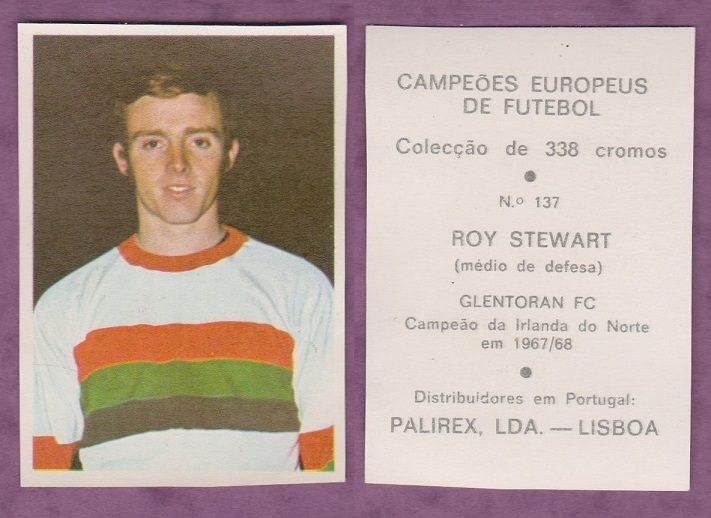 CAMPEÕES EUROPEUS
DE FUTEBOL
Colecção de 338 cromos
N.º 137
ROY STEWART
(médio de defesa)
GLENTORAN FC
Campeão da Irlanda do Norte
em 1967/68
Distribuidores em Portugal:
PALIREX, LDA. — LISBOA